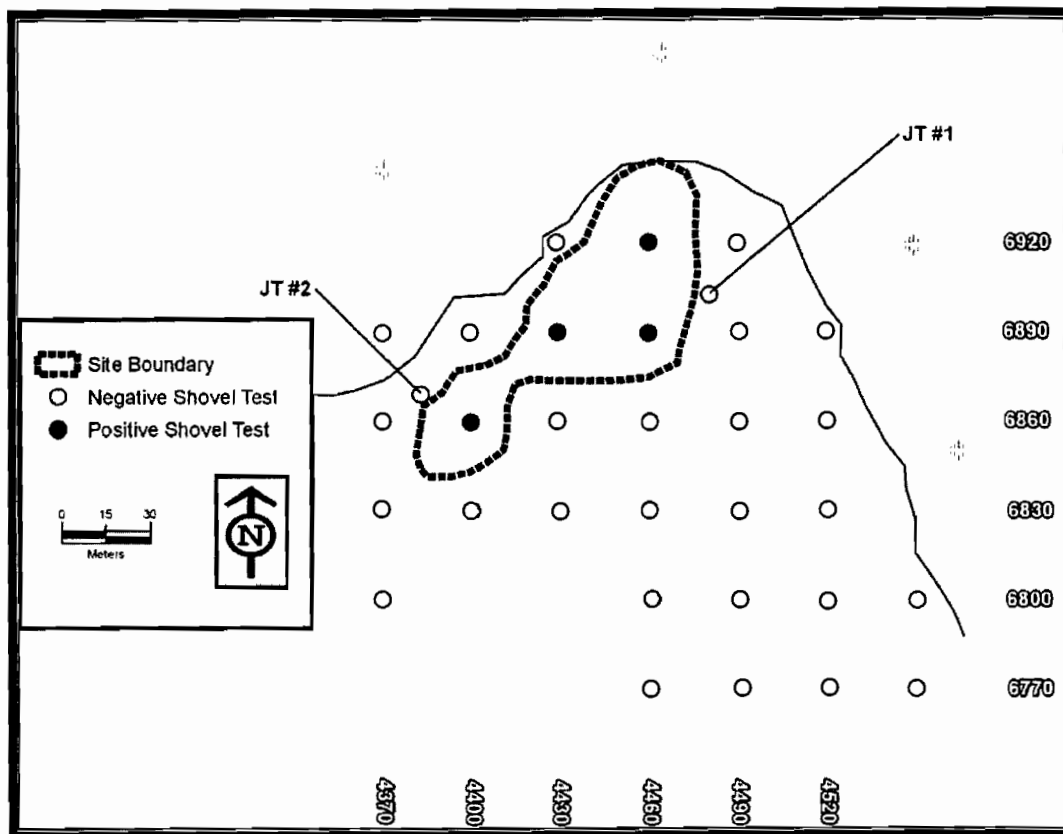 JT #1
6920
JT #2
6890
Site Boundary
Negative Shovel Test
Positive Shovel Test
6860
0 15 30
Meters
N
6830
6800
6770
4370 4400 4430 4460 4490 4520